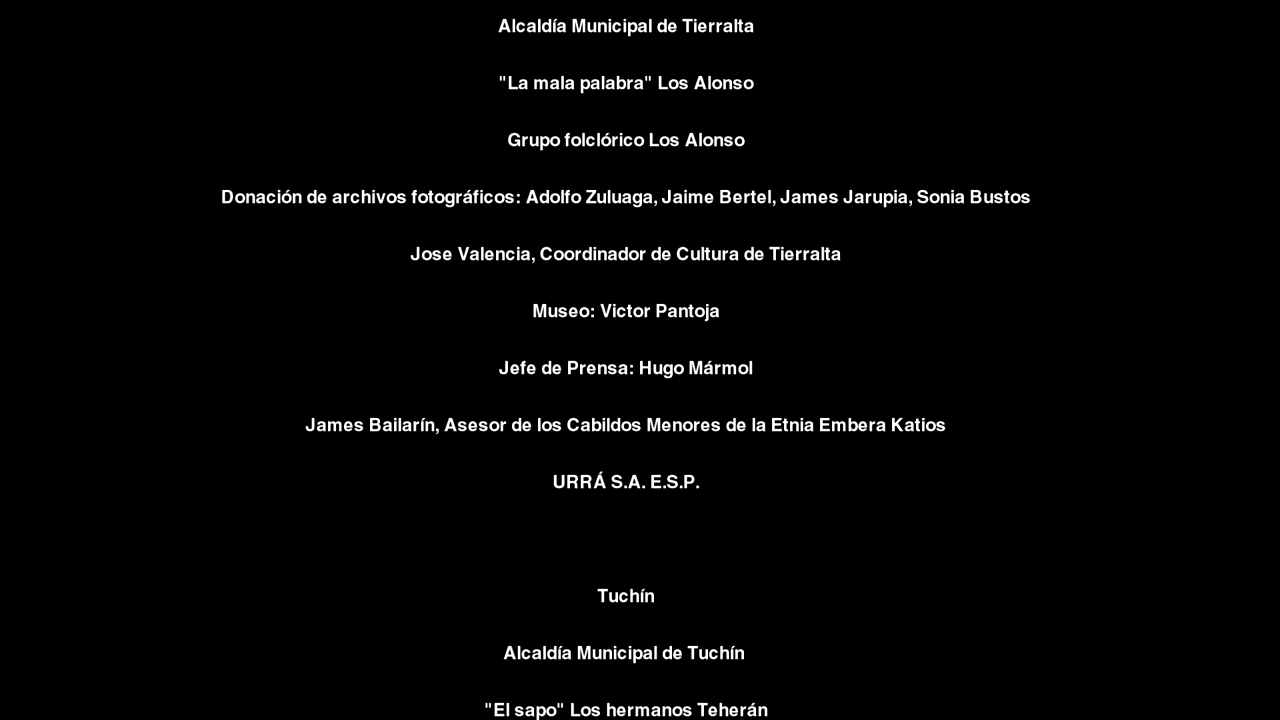 Alcaldía Municipal de Tierralta
"La mala palabra" Los Alonso
Grupo folclórico Los Alonso
Donación de archivos fotográficos: Adolfo Zuluaga, Jaime Bertel, James Jarupia, Sonia Bustos
Jose Valencia, Coordinador de Cultura de Tierralta
Museo: Victor Pantoja
Jefe de Prensa: Hugo Mármol
James Bailarín, Asesor de los Cabildos Menores de la Etnia Embera Katios
URRÁ S.A. E.S.P.
Tuchín
Alcaldía Municipal de Tuchín
"El sapo" Los hermanos Teherán